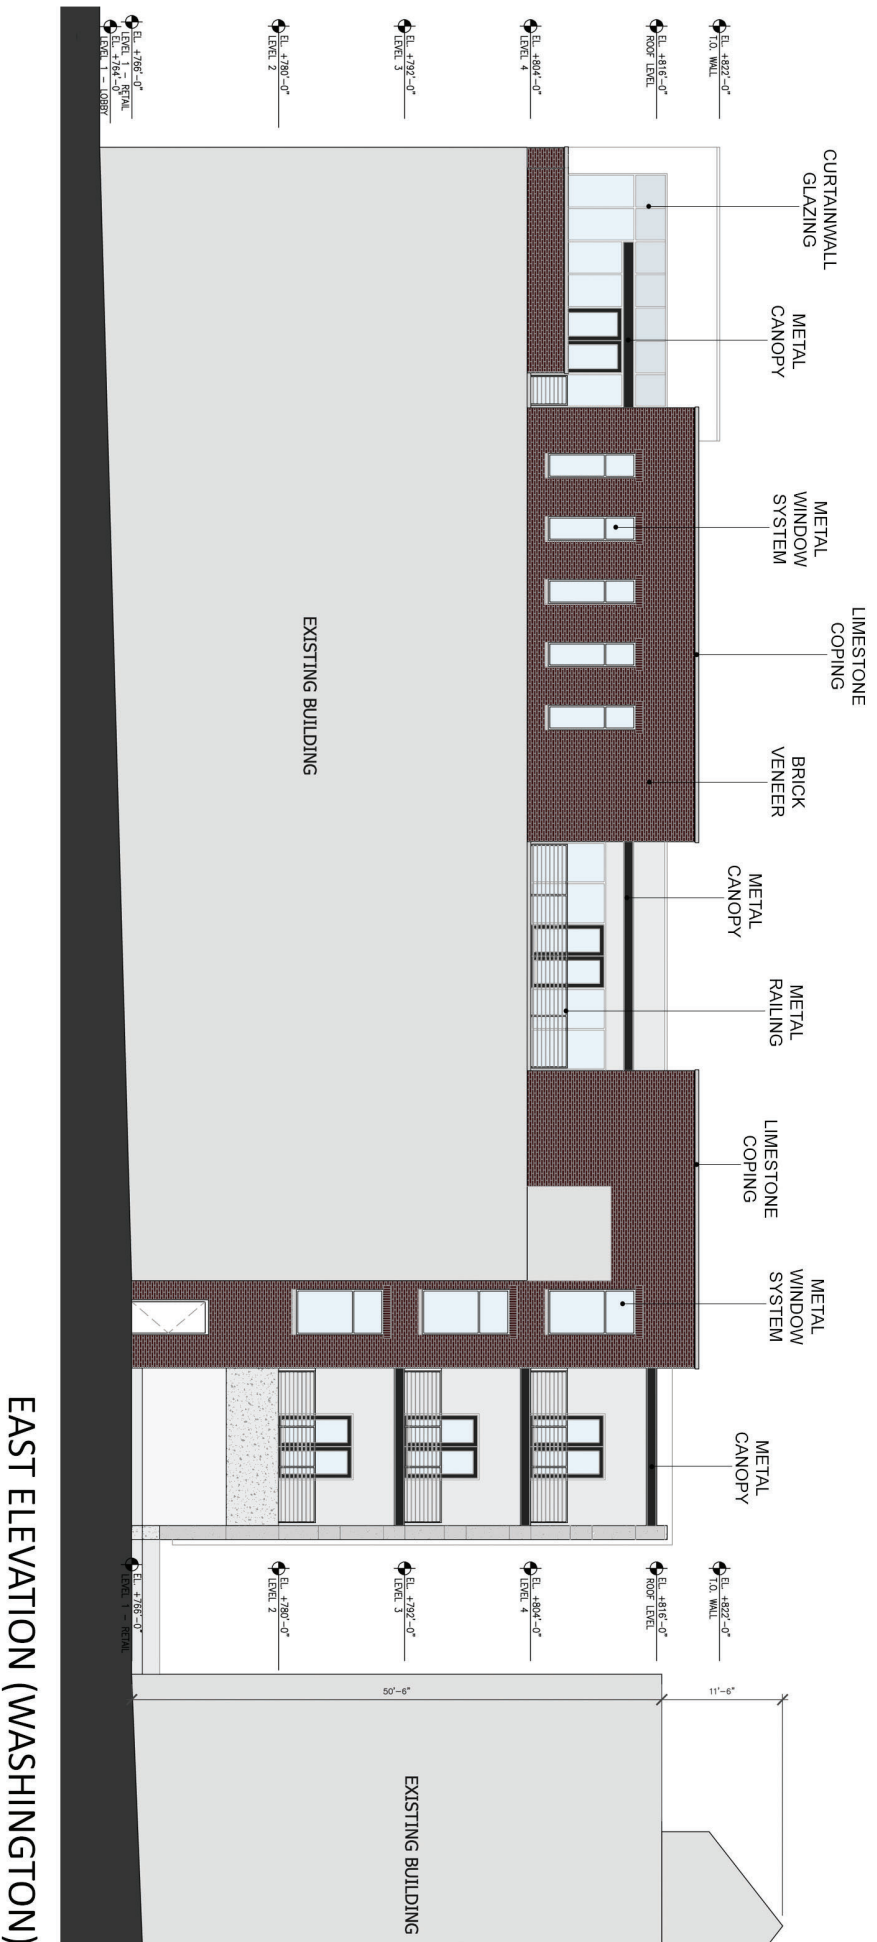 CURTAINWALL
GLAZING
METAL
CANOPY
METAL
WINDOW
SYSTEM
LIMESTONE
COPING
BRICK
VENEER
METAL
CANOPY
METAL
RAILING
LIMESTONE
COPING
METAL
WINDOW
SYSTEM
METAL
CANOPY
EL. +822'-0"
T.O. WALL
EL. +816'-0"
ROOF LEVEL
EL. +804'-0"
LEVEL 4
EL. +792'-0"
LEVEL 3
EL. +780'-0"
LEVEL 2
EL. +766'-0"
LEVEL 1 - RETAIL
EL. +764'-0"
LEVEL 1 - LOBBY
EXISTING BUILDING
EL. +822'-0"
T.O. WALL
EL. +816'-0"
ROOF LEVEL
EL. +804'-0"
LEVEL 4
EL. +792'-0"
LEVEL 3
EL. +780'-0"
LEVEL 2
EL. +766'-0"
LEVEL 1 - RETAIL
11'-6"
50'-6"
EXISTING BUILDING
EAST ELEVATION (WASHINGTON)